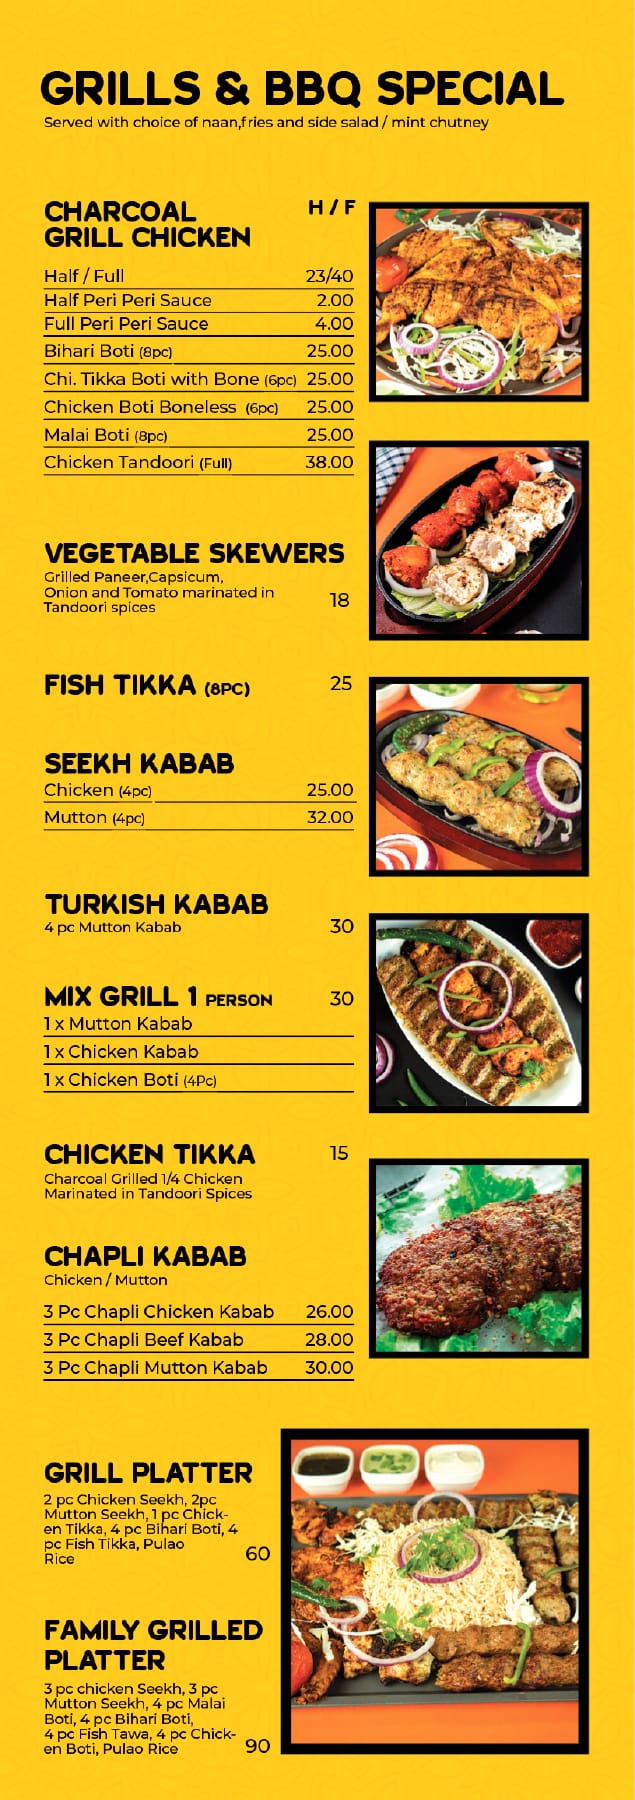 GRILLS & BBQ SPECIAL
Served with choice of naan,fries and side salad / mint chutney
CHARCOAL H / F
GRILL CHICKEN
Half / Full 23/40
Half Peri Peri Sauce 2.00
Full Peri Peri Sauce 4.00
Bihari Boti (8pc) 25.00
Chi. Tikka Boti with Bone (6pc) 25.00
Chicken Boti Boneless (6pc) 25.00
Malai Boti (8pc) 25.00
Chicken Tandoori (Full) 38.00
VEGETABLE SKEWERS
Grilled Paneer,Capsicum,
Onion and Tomato marinated in
Tandoori spices 18
FISH TIKKA (8PC) 25
SEEKH KABAB
Chicken (4pc) 25.00
Mutton (4pc) 32.00
TURKISH KABAB
4 pc Mutton Kabab 30
MIX GRILL 1 PERSON 30
1 x Mutton Kabab
1 x Chicken Kabab
1 x Chicken Boti (4Pc)
CHICKEN TIKKA 15
Charcoal Grilled 1/4 Chicken
Marinated in Tandoori Spices
CHAPLI KABAB
Chicken / Mutton
3 Pc Chapli Chicken Kabab 26.00
3 Pc Chapli Beef Kabab 28.00
3 Pc Chapli Mutton Kabab 30.00
GRILL PLATTER
2 pc Chicken Seekh, 2pc
Mutton Seekh, 1 pc Chick-
en Tikka, 4 pc Bihari Boti, 4
pc Fish Tikka, Pulao
Rice 60
FAMILY GRILLED
PLATTER
3 pc chicken Seekh, 3 pc
Mutton Seekh, 4 pc Malai
Boti, 4 pc Bihari Boti,
4 pc Fish Tawa, 4 pc Chick-
en Boti, Pulao Rice 90